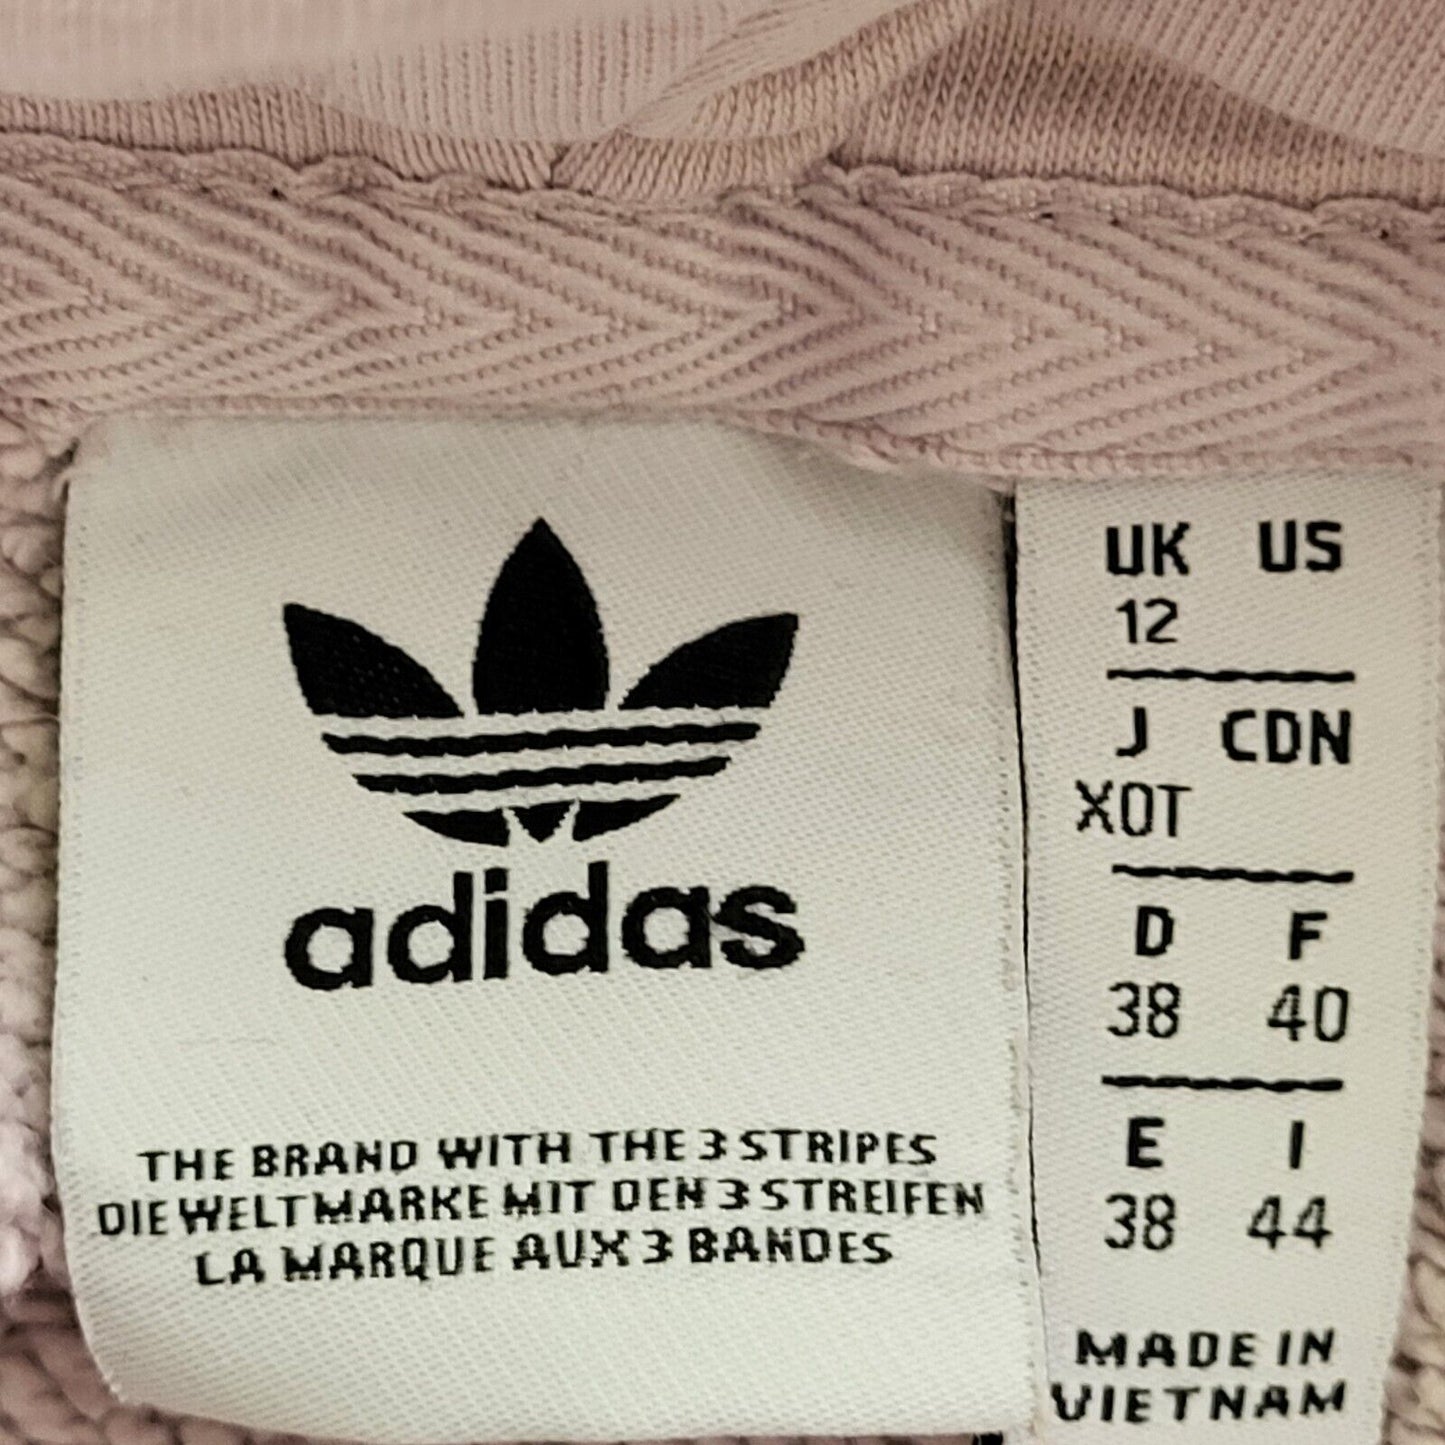 adidas
THE BRAND WITH THE 3 STRIPES
DIE WELTMARKE MIT DEN 3 STREIFEN
LA MARQUE AUX 3 BANDES
UK US
12
J CDN
XOT
D F
38 40
E I
38 44
MADE IN
VIETNAM